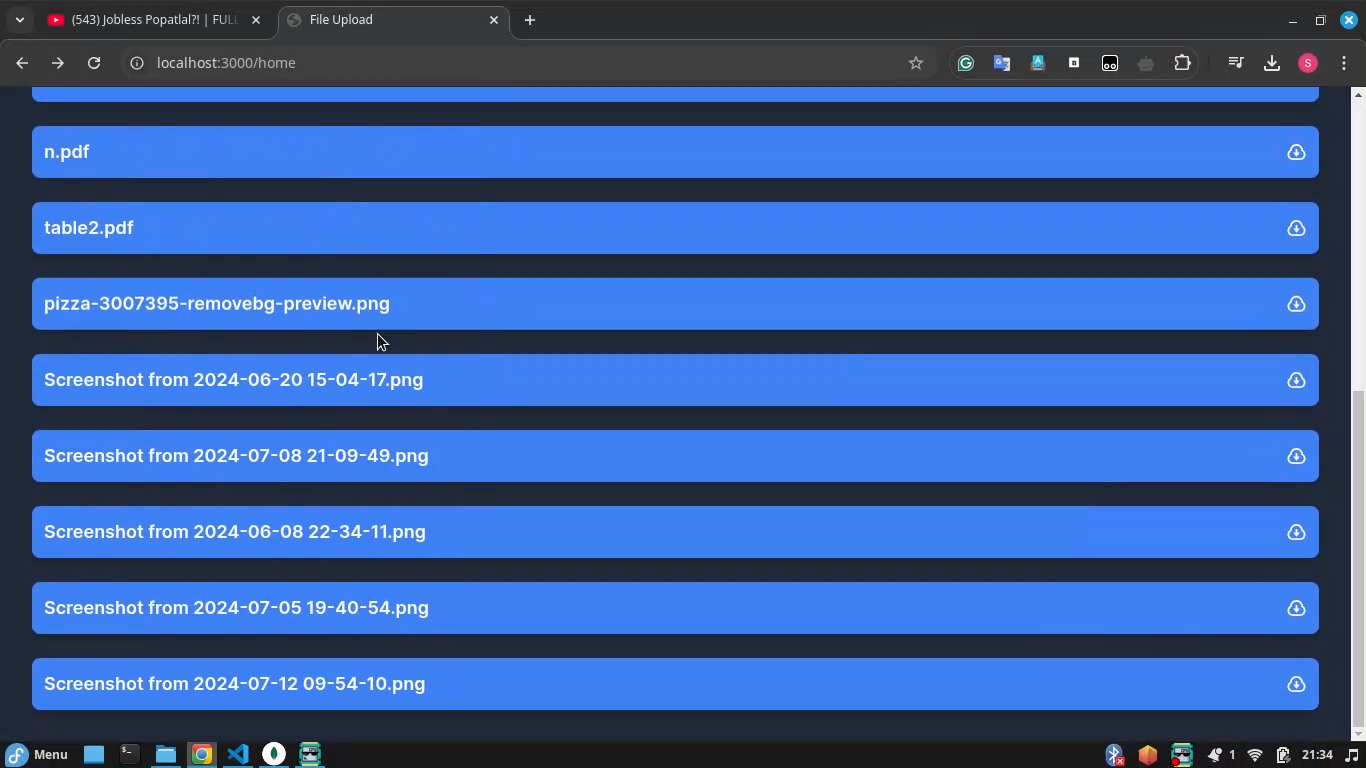 (543) Jobless Popatlal?! | FULL
File Upload
localhost:3000/home
S
n.pdf
table2.pdf
pizza-3007395-removebg-preview.png
Screenshot from 2024-06-20 15-04-17.png
Screenshot from 2024-07-08 21-09-49.png
Screenshot from 2024-06-08 22-34-11.png
Screenshot from 2024-07-05 19-40-54.png
Screenshot from 2024-07-12 09-54-10.png
Menu
1
21:34